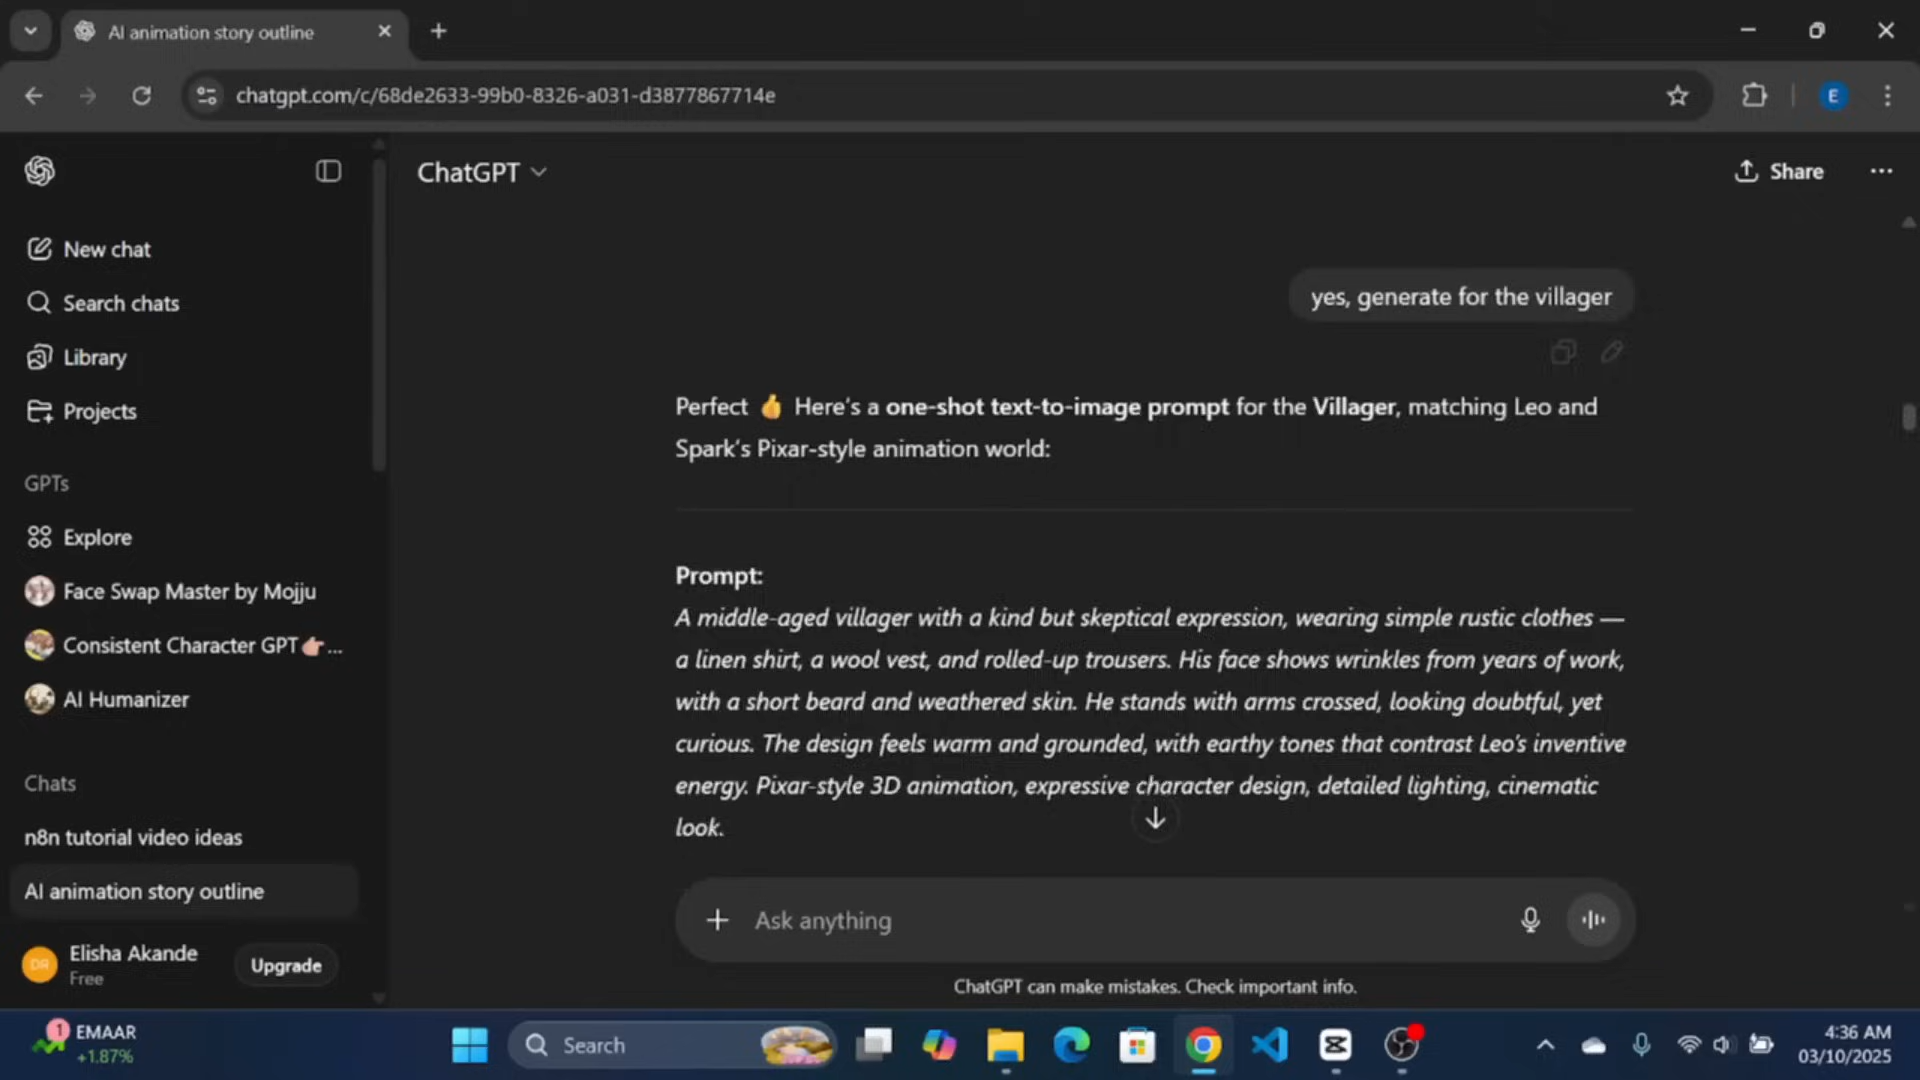 AI animation story outline
chatgpt.com/c/68de2633-99b0-8326-a031-d3877867714e
E
ChatGPT
Share
New chat
Search chats
Library
Projects
GPTs
Explore
Face Swap Master by Mojju
Consistent Character GPT👉...
AI Humanizer
Chats
n8n tutorial video ideas
AI animation story outline
DR
Elisha Akande
Free
Upgrade
yes, generate for the villager
Perfect 👍 Here's a one-shot text-to-image prompt for the Villager, matching Leo and
Spark's Pixar-style animation world:
Prompt:
A middle-aged villager with a kind but skeptical expression, wearing simple rustic clothes —
a linen shirt, a wool vest, and rolled-up trousers. His face shows wrinkles from years of work,
with a short beard and weathered skin. He stands with arms crossed, looking doubtful, yet
curious. The design feels warm and grounded, with earthy tones that contrast Leo's inventive
energy. Pixar-style 3D animation, expressive character design, detailed lighting, cinematic
look.
Ask anything
ChatGPT can make mistakes. Check important info.
1
EMAAR
+1.87%
Search
4:36 AM
03/10/2025